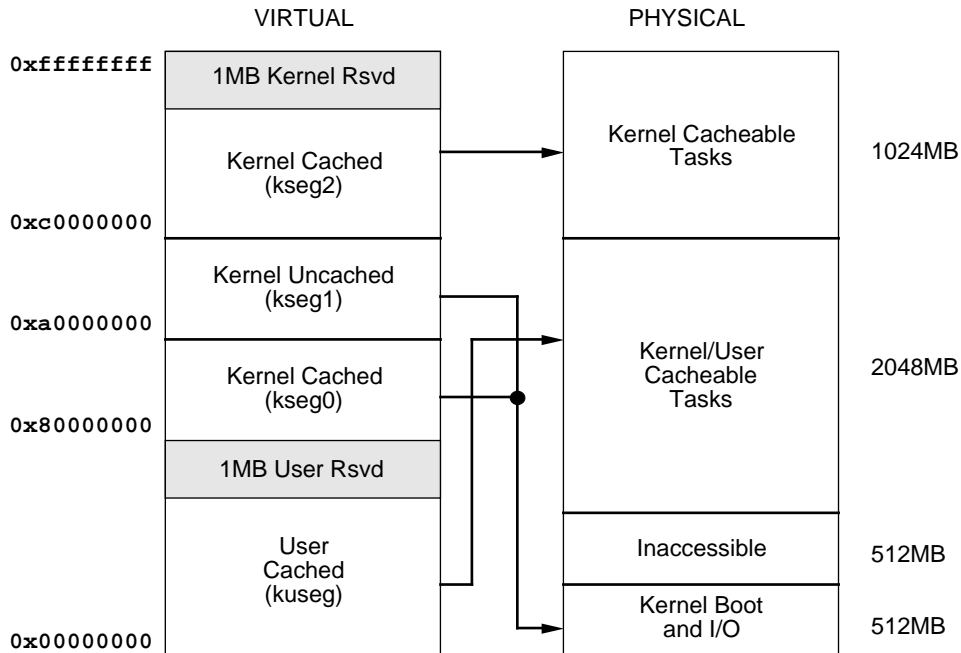 VIRTUAL
PHYSICAL
0xffffffff
1MB Kernel Rsvd
Kernel Cached
(kseg2)
0xc0000000
Kernel Uncached
(kseg1)
0xa0000000
Kernel Cached
(kseg0)
0x80000000
1MB User Rsvd
User
Cached
(kuseg)
0x00000000
Kernel Cacheable
Tasks
1024MB
Kernel/User
Cacheable
Tasks
2048MB
Inaccessible
512MB
Kernel Boot
and I/O
512MB